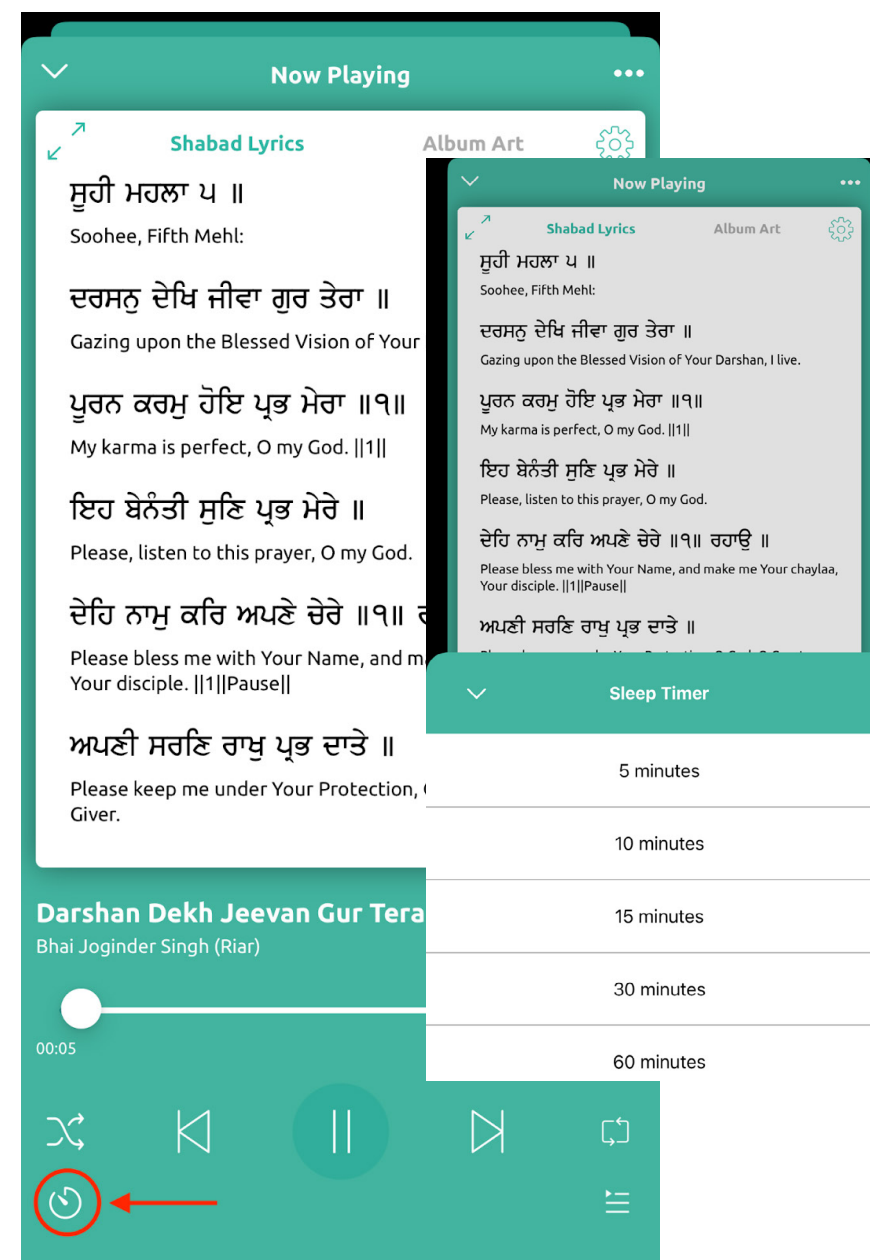 Now Playing
Shabad Lyrics
Album Art
ਸੂਹੀ ਮਹਲਾ ੫ ॥
Soohee, Fifth Mehl:
ਦਰਸਨੁ ਦੇਖਿ ਜੀਵਾ ਗੁਰ ਤੇਰਾ ॥
Gazing upon the Blessed Vision of Your
ਪੂਰਨ ਕਰਮੁ ਹੋਇ ਪ੍ਰਭ ਮੇਰਾ ॥੧॥
My karma is perfect, O my God. ||1||
ਇਹ ਬੇਨੰਤੀ ਸੁਣਿ ਪ੍ਰਭ ਮੇਰੇ ॥
Please, listen to this prayer, O my God.
ਦੇਹਿ ਨਾਮੁ ਕਰਿ ਅਪਣੇ ਚੇਰੇ ॥੧॥
Please bless me with Your Name, and m
Your disciple. ||1||Pause||
ਅਪਣੀ ਸਰਣਿ ਰਾਖੁ ਪ੍ਰਭ ਦਾਤੇ ॥
Please keep me under Your Protection,
Giver.
Darshan Dekh Jeevan Gur Tera
Bhai Joginder Singh (Riar)
00:05
Now Playing
Shabad Lyrics
Album Art
ਸੂਹੀ ਮਹਲਾ ੫ ॥
Soohee, Fifth Mehl:
ਦਰਸਨੁ ਦੇਖਿ ਜੀਵਾ ਗੁਰ ਤੇਰਾ ॥
Gazing upon the Blessed Vision of Your Darshan, I live.
ਪੂਰਨ ਕਰਮੁ ਹੋਇ ਪ੍ਰਭ ਮੇਰਾ ॥੧॥
My karma is perfect, O my God. ||1||
ਇਹ ਬੇਨੰਤੀ ਸੁਣਿ ਪ੍ਰਭ ਮੇਰੇ ॥
Please, listen to this prayer, O my God.
ਦੇਹਿ ਨਾਮੁ ਕਰਿ ਅਪਣੇ ਚੇਰੇ ॥੧॥ ਰਹਾਉ ॥
Please bless me with Your Name, and make me Your chaylaa,
Your disciple. ||1||Pause||
ਅਪਣੀ ਸਰਣਿ ਰਾਖੁ ਪ੍ਰਭ ਦਾਤੇ ॥
Sleep Timer
5 minutes
10 minutes
15 minutes
30 minutes
60 minutes